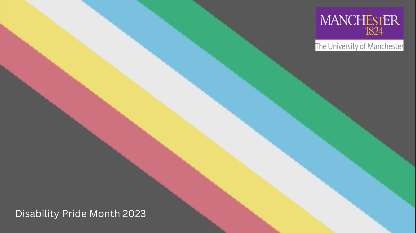 MANCHESTER
1824
The University of Manchester
Disability Pride Month 2023